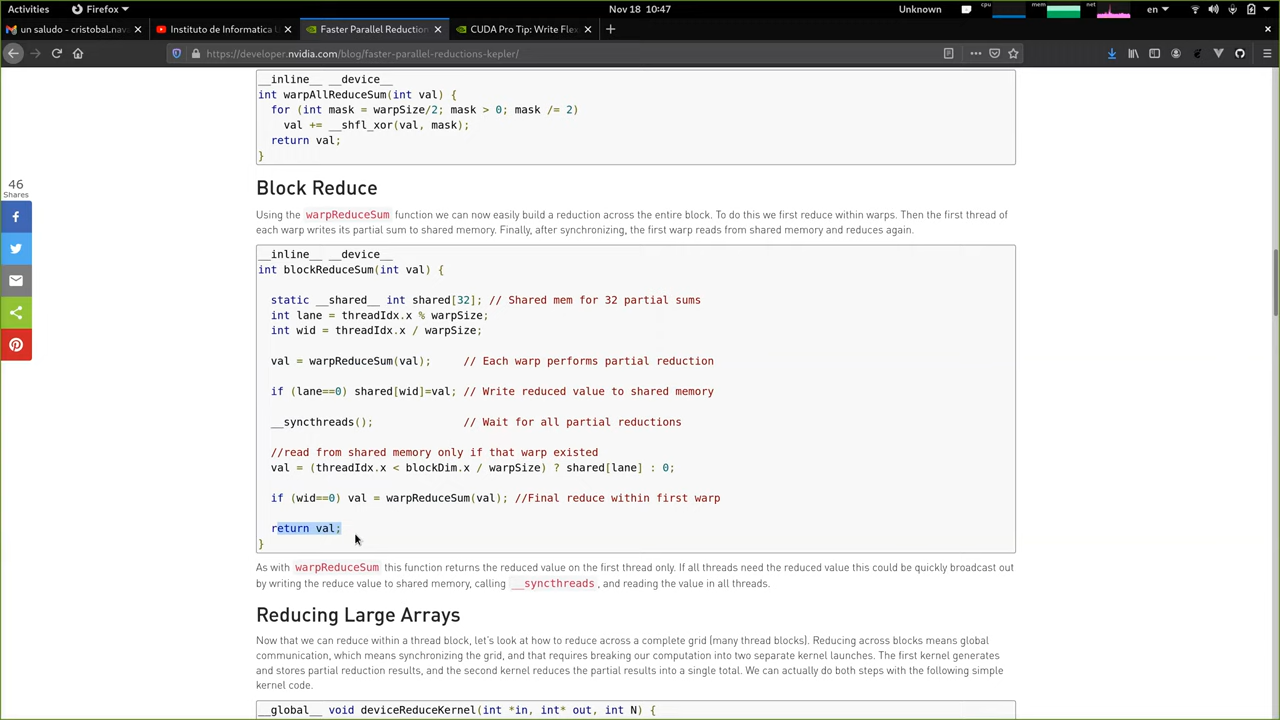 Activities
Firefox
Nov 18  10:47
Unknown
cpu
mem
net
en
un saludo - cristobal.nav
Instituto de Informatica U
Faster Parallel Reduction
CUDA Pro Tip: Write Flex
https://developer.nvidia.com/blog/faster-parallel-reductions-kepler/
46
Shares
__inline__ __device__
int warpAllReduceSum(int val) {
for (int mask = warpSize/2; mask > 0; mask /= 2)
val += __shfl_xor(val, mask);
return val;
}
Block Reduce
Using the warpReduceSum function we can now easily build a reduction across the entire block. To do this we first reduce within warps. Then the first thread of
each warp writes its partial sum to shared memory. Finally, after synchronizing, the first warp reads from shared memory and reduces again.
__inline__ __device__
int blockReduceSum(int val) {
static __shared__ int shared[32]; // Shared mem for 32 partial sums
int lane = threadIdx.x % warpSize;
int wid = threadIdx.x / warpSize;
val = warpReduceSum(val); // Each warp performs partial reduction
if (lane==0) shared[wid]=val; // Write reduced value to shared memory
__syncthreads(); // Wait for all partial reductions
//read from shared memory only if that warp existed
val = (threadIdx.x < blockDim.x / warpSize) ? shared[lane] : 0;
if (wid==0) val = warpReduceSum(val); //Final reduce within first warp
return val;
}
As with warpReduceSum this function returns the reduced value on the first thread only. If all threads need the reduced value this could be quickly broadcast out
by writing the reduce value to shared memory, calling __syncthreads, and reading the value in all threads.
Reducing Large Arrays
Now that we can reduce within a thread block, let's look at how to reduce across a complete grid (many thread blocks). Reducing across blocks means global
communication, which means synchronizing the grid, and that requires breaking our computation into two separate kernel launches. The first kernel generates
and stores partial reduction results, and the second kernel reduces the partial results into a single total. We can actually do both steps with the following simple
kernel code.
__global__ void deviceReduceKernel(int *in, int* out, int N) {